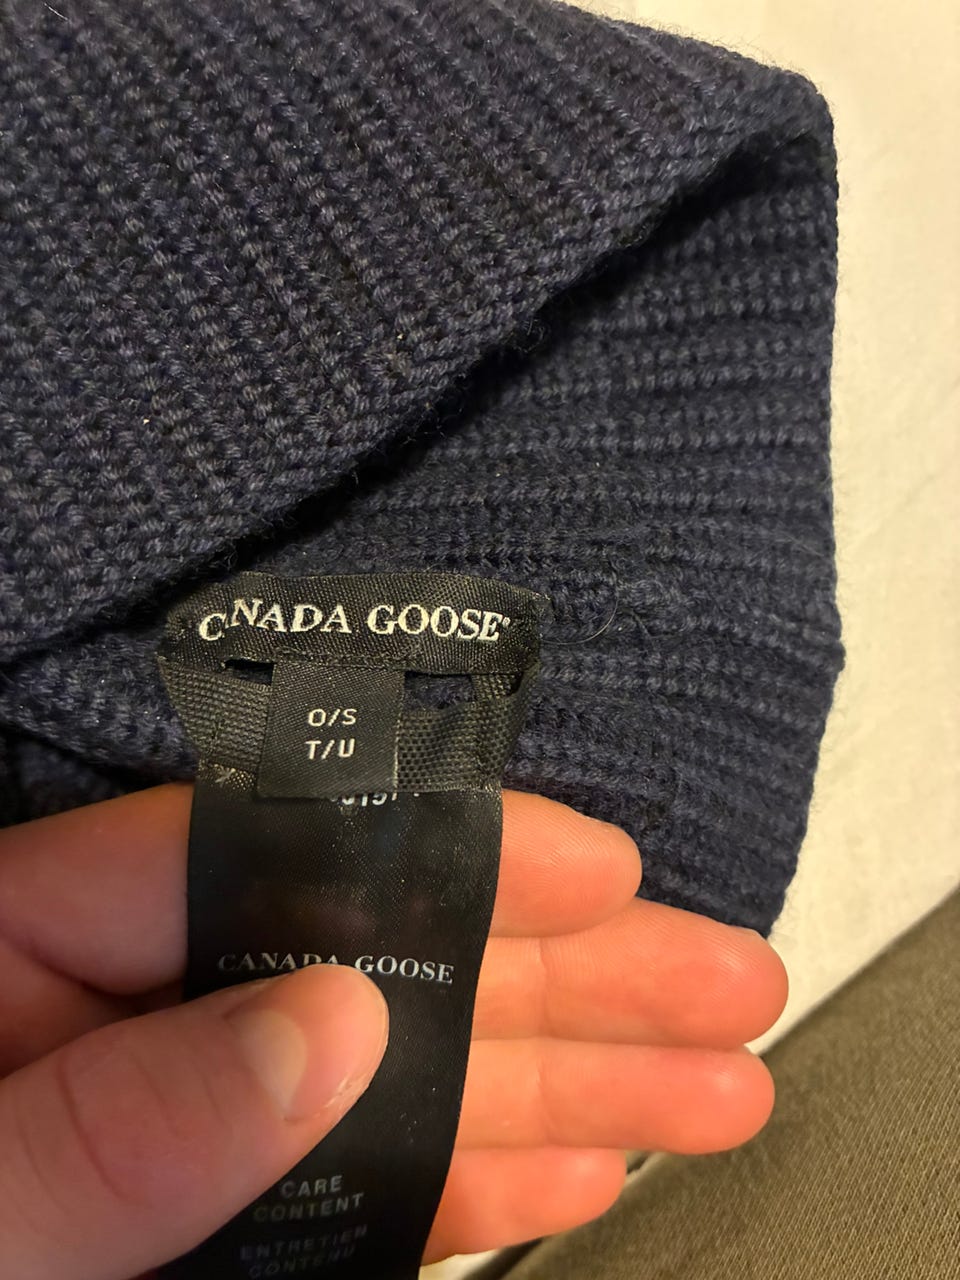 CANADA GOOSE®
O/S
T/U
CANADA GOOSE
CARE
CONTENT
ENTRETIEN
CONTENU